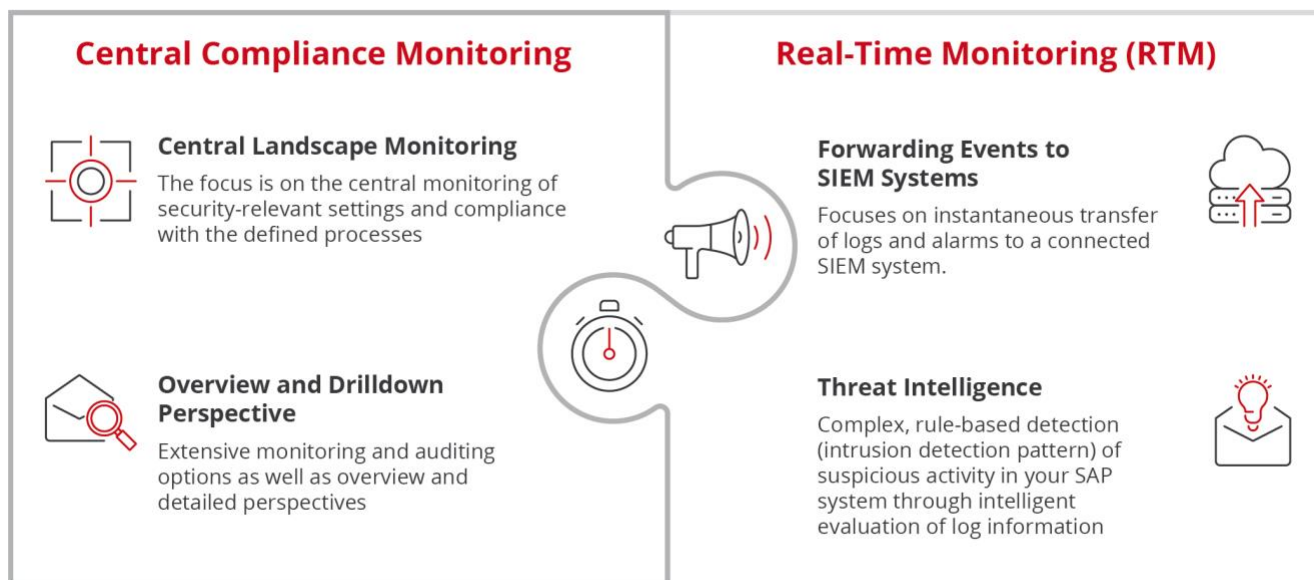 Central Compliance Monitoring
Central Landscape Monitoring
The focus is on the central monitoring of
security-relevant settings and compliance
with the defined processes
Overview and Drilldown
Perspective
Extensive monitoring and auditing
options as well as overview and
detailed perspectives
Real-Time Monitoring (RTM)
Forwarding Events to
SIEM Systems
Focuses on instantaneous transfer
of logs and alarms to a connected
SIEM system.
Threat Intelligence
Complex, rule-based detection
(intrusion detection pattern) of
suspicious activity in your SAP
system through intelligent
evaluation of log information